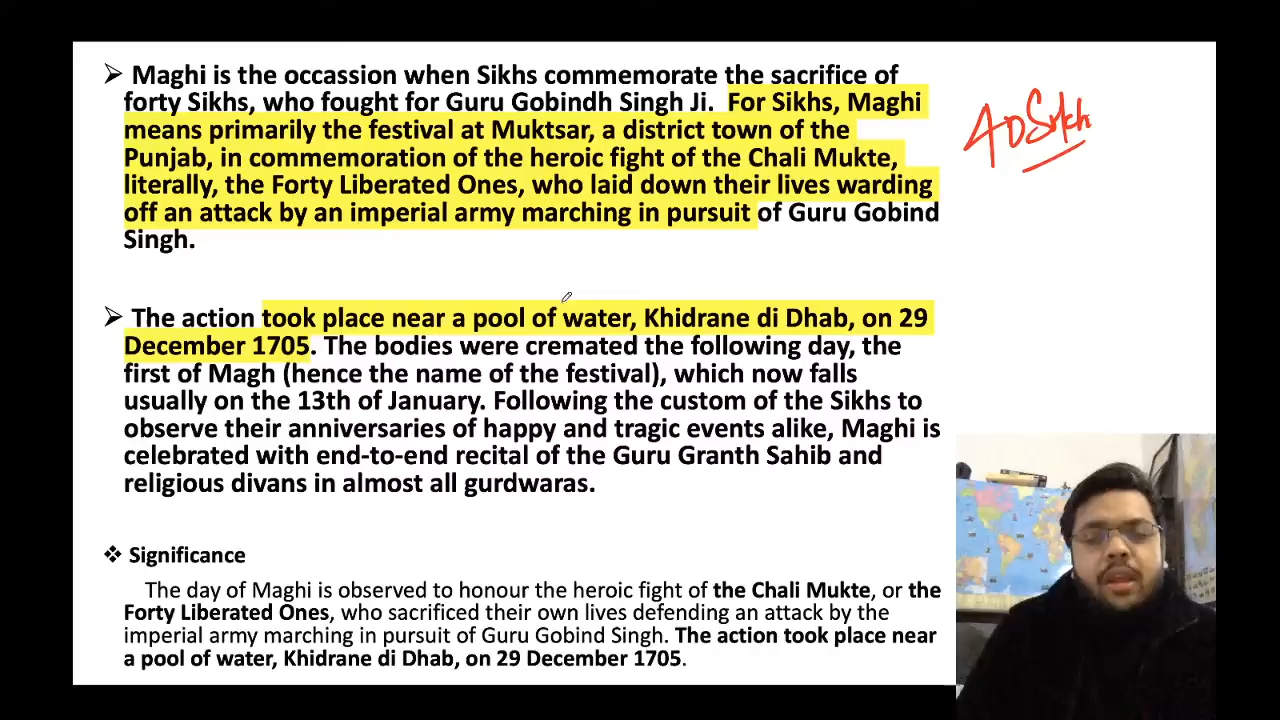 ➢ Maghi is the occassion when Sikhs commemorate the sacrifice of
forty Sikhs, who fought for Guru Gobindh Singh Ji. For Sikhs, Maghi
means primarily the festival at Muktsar, a district town of the
Punjab, in commemoration of the heroic fight of the Chali Mukte,
literally, the Forty Liberated Ones, who laid down their lives warding
off an attack by an imperial army marching in pursuit of Guru Gobind
Singh.
40 Sikh
➢ The action took place near a pool of water, Khidrane di Dhab, on 29
December 1705. The bodies were cremated the following day, the
first of Magh (hence the name of the festival), which now falls
usually on the 13th of January. Following the custom of the Sikhs to
observe their anniversaries of happy and tragic events alike, Maghi is
celebrated with end-to-end recital of the Guru Granth Sahib and
religious divans in almost all gurdwaras.
❖ Significance
The day of Maghi is observed to honour the heroic fight of the Chali Mukte, or the
Forty Liberated Ones, who sacrificed their own lives defending an attack by the
imperial army marching in pursuit of Guru Gobind Singh. The action took place near
a pool of water, Khidrane di Dhab, on 29 December 1705.